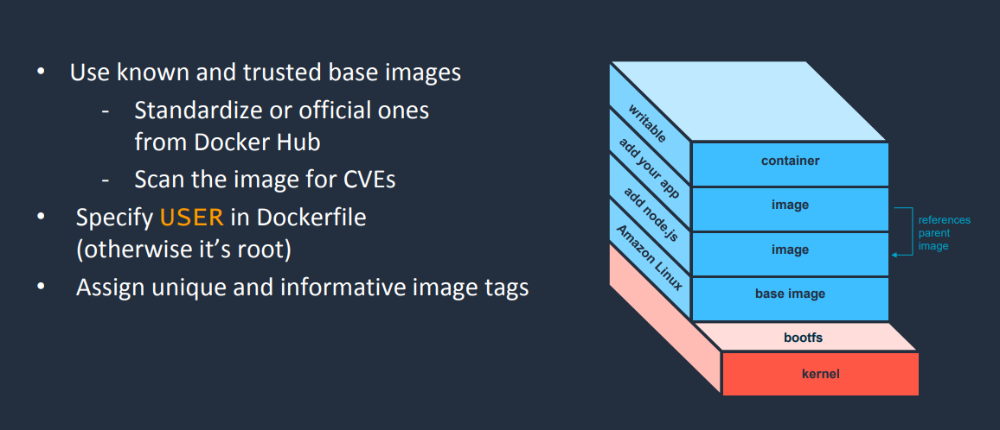 • Use known and trusted base images
- Standardize or official ones
from Docker Hub
- Scan the image for CVEs
• Specify USER in Dockerfile
(otherwise it’s root)
• Assign unique and informative image tags
writable
add your app
add node.js
Amazon Linux
container
image
image
base image
bootfs
kernel
references
parent
image